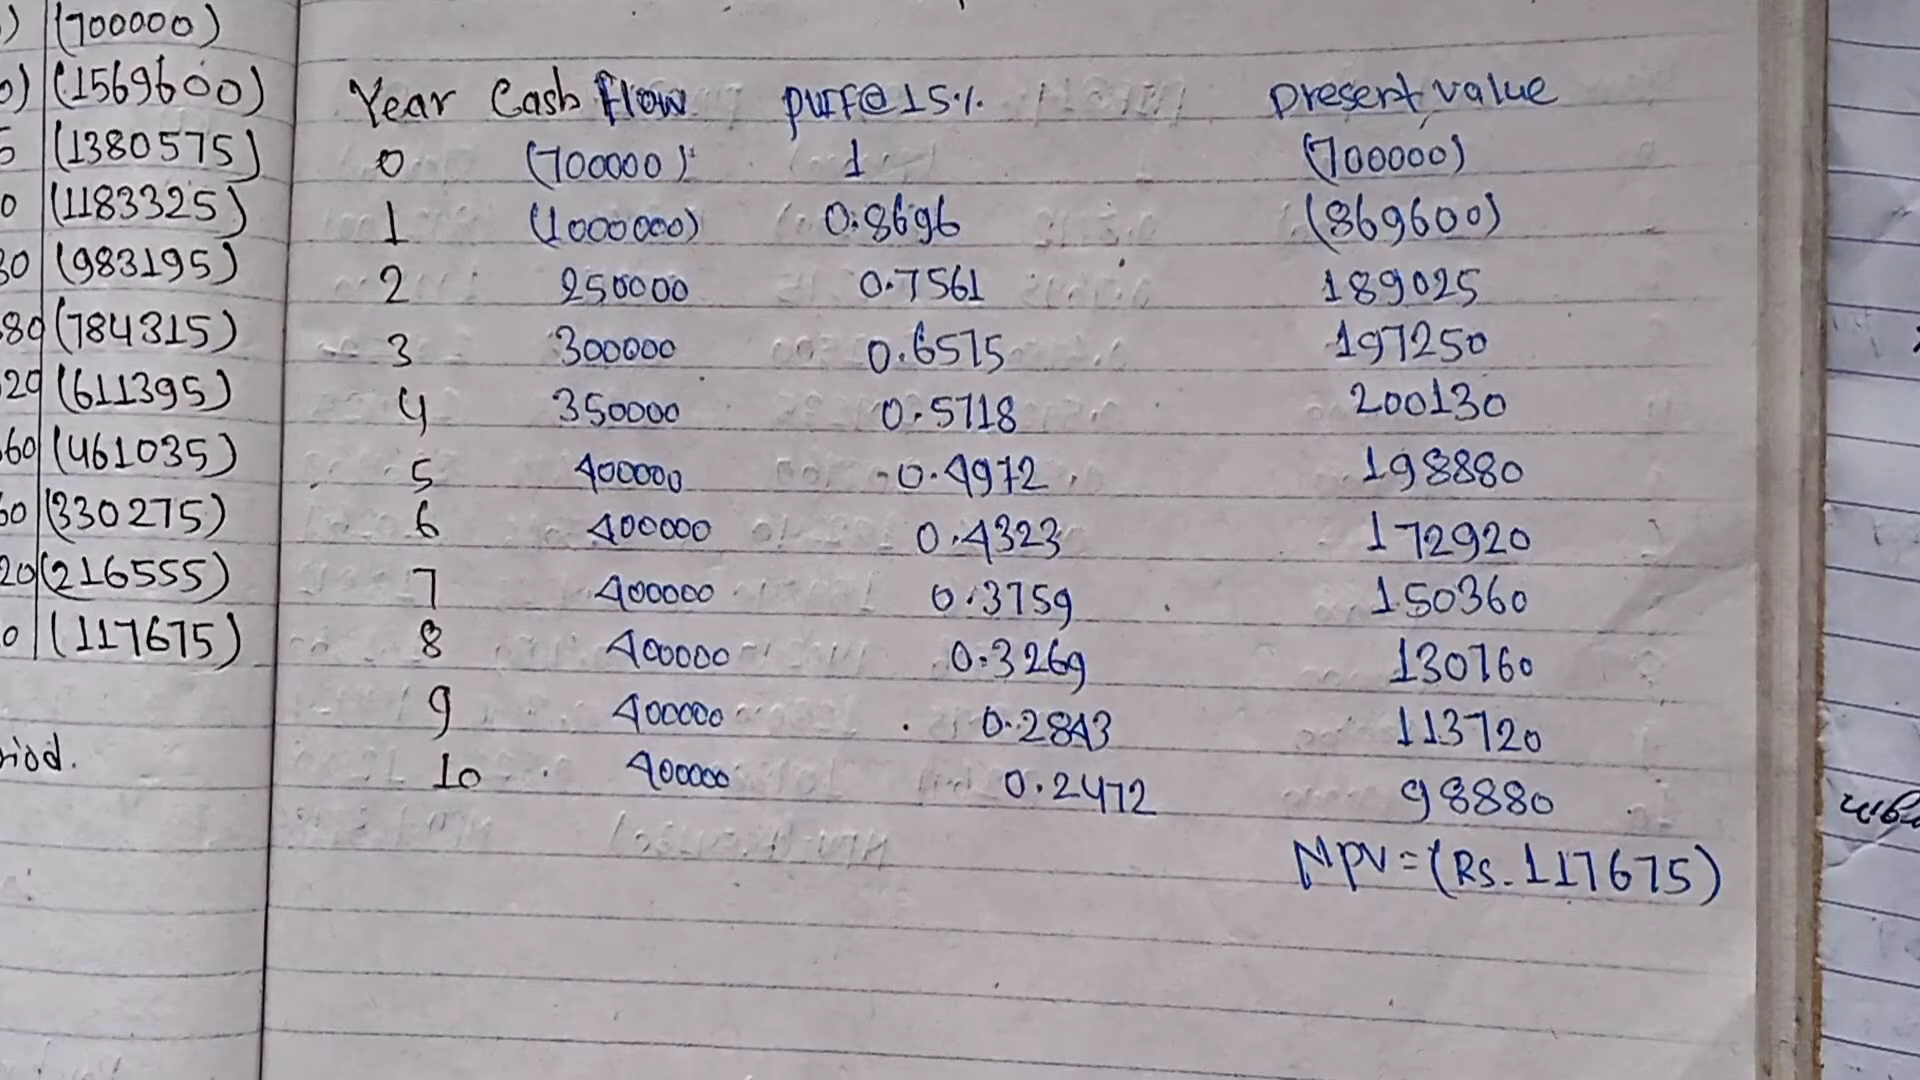 (700000)
(1569600)
(1380575)
(1183325)
(983195)
(784315)
(611395)
(461035)
(330275)
(216555)
(117675)
Year Cash flow PVIF@15% Present value
0 (700000) 1 (700000)
1 (1000000) 0.8696 (869600)
2 250000 0.7561 189025
3 300000 0.6575 197250
4 350000 0.5718 200130
5 400000 0.4972 198880
6 400000 0.4323 172920
7 400000 0.3759 150360
8 400000 0.3269 130760
9 400000 0.2843 113720
10 400000 0.2472 98880
NPV=(Rs.117675)